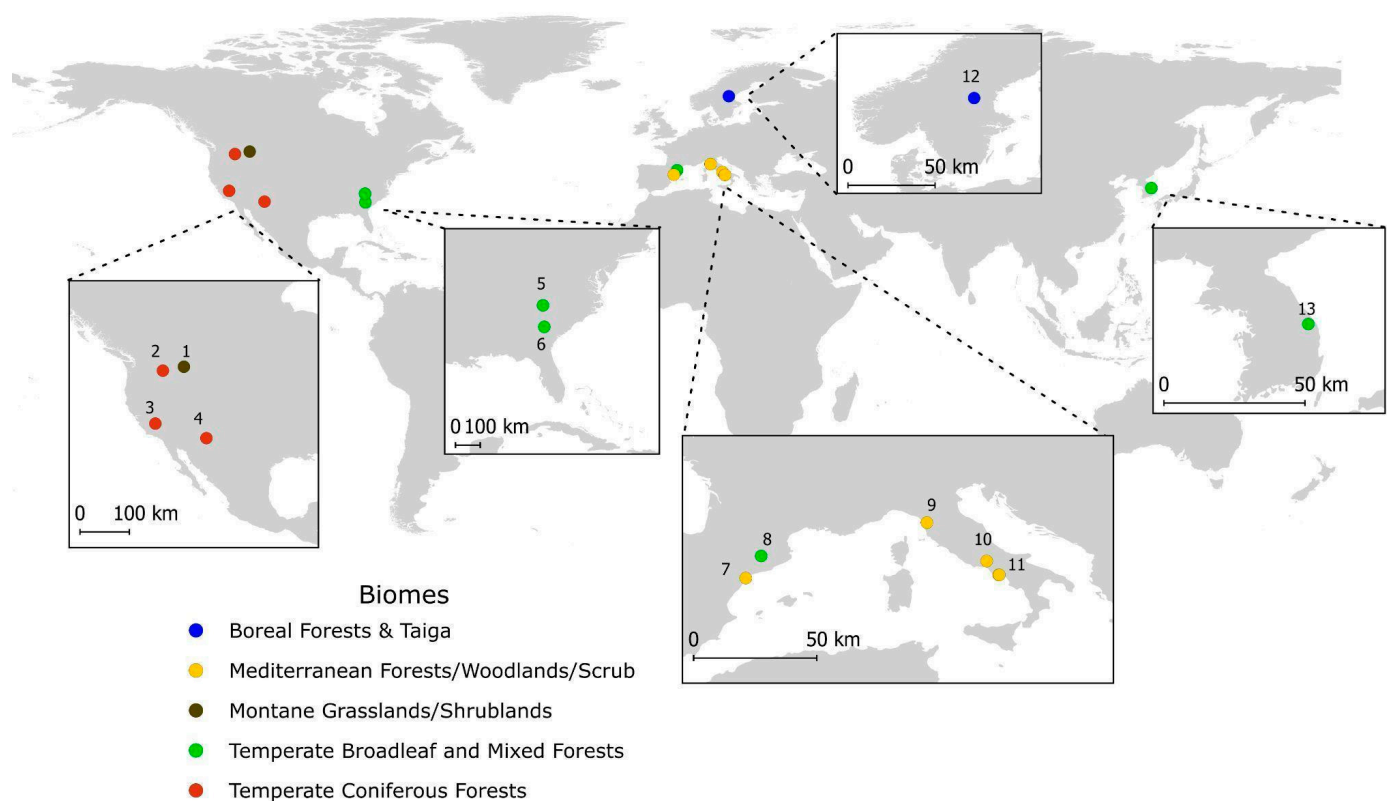 12
0 50 km
5
6
0 100 km
2 1
3 4
0 100 km
13
0 50 km
9
10
8
11
7
0 50 km
Biomes
Boreal Forests & Taiga
Mediterranean Forests/Woodlands/Scrub
Montane Grasslands/Shrublands
Temperate Broadleaf and Mixed Forests
Temperate Coniferous Forests